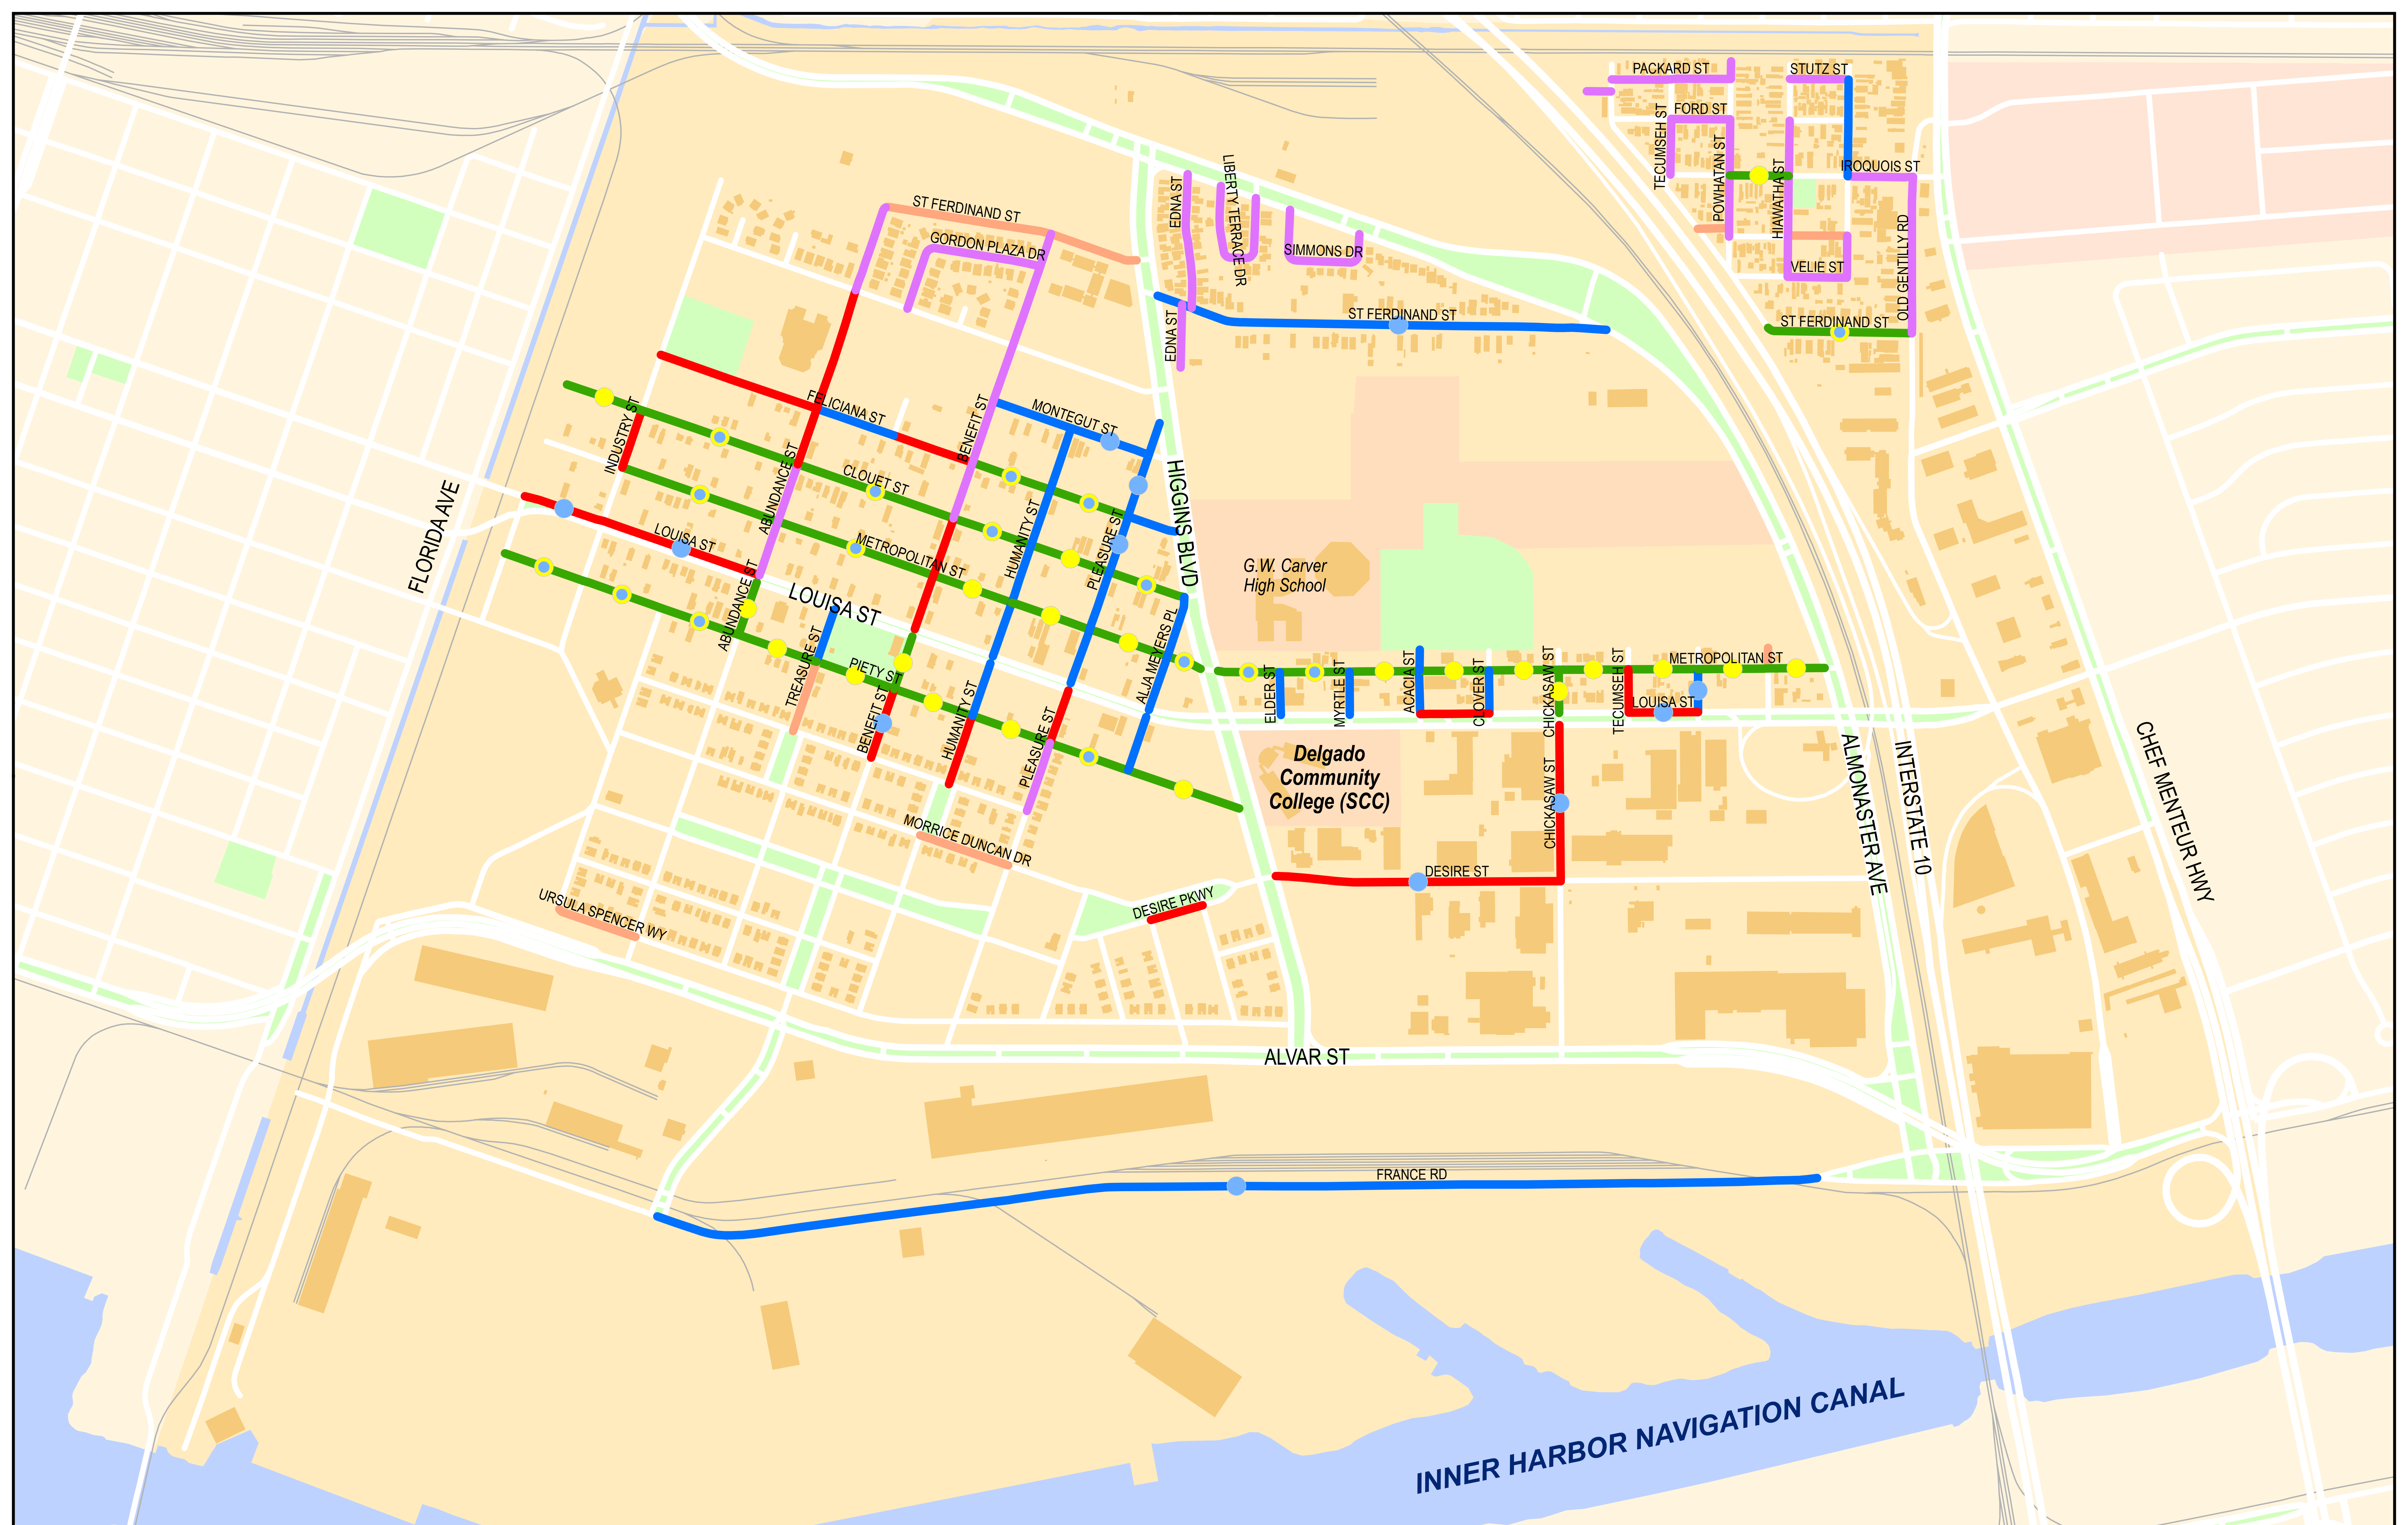 PACKARD ST
STUTZ ST
FORD ST
TECUMSEH ST
POWHATAN ST
HIAWATHA ST
IROQUOIS ST
OLD GENTILLY RD
VELIE ST
ST FERDINAND ST
ST FERDINAND ST
GORDON PLAZA DR
EDNA ST
LIBERTY TERRACE DR
SIMMONS DR
ST FERDINAND ST
EDNA ST
FELICIANA ST
MONTEGUT ST
INDUSTRY ST
BENEFIT ST
ABUNDANCE ST
CLOUET ST
HIGGINS BLVD
FLORIDA AVE
LOUISA ST
METROPOLITAN ST
HUMANITY ST
PLEASURE ST
G.W. Carver
High School
ABUNDANCE ST
LOUISA ST
TREASURE ST
PIETY ST
BENEFIT ST
HUMANITY ST
PLEASURE ST
ALJA MEYERS PL
ELDER ST
MYRTLE ST
ACACIA ST
CLOVER ST
CHICKASAW ST
TECUMSEH ST
METROPOLITAN ST
LOUISA ST
Delgado
Community
College (SCC)
CHICKASAW ST
ALMONASTER AVE
INTERSTATE 10
CHEF MENTEUR HWY
MORRICE DUNCAN DR
DESIRE ST
DESIRE PKWY
URSULA SPENCER WY
ALVAR ST
FRANCE RD
INNER HARBOR NAVIGATION CANAL